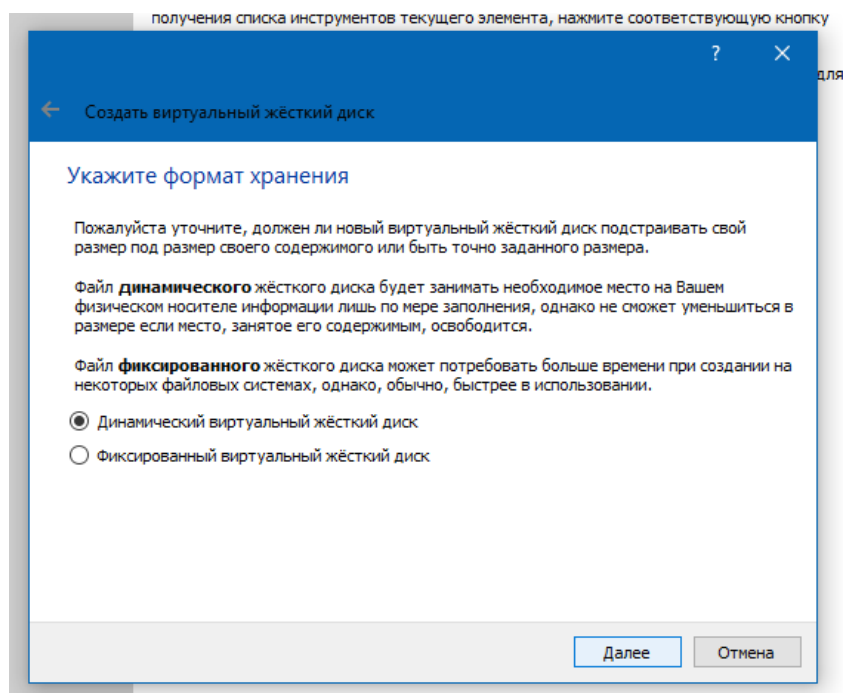 получения списка инструментов текущего элемента, нажмите соответствующую кнопку
?
для
Создать виртуальный жёсткий диск
Укажите формат хранения
Пожалуйста уточните, должен ли новый виртуальный жёсткий диск подстраивать свой
размер под размер своего содержимого или быть точно заданного размера.
Файл динамического жёсткого диска будет занимать необходимое место на Вашем
физическом носителе информации лишь по мере заполнения, однако не сможет уменьшиться в
размере если место, занятое его содержимым, освободится.
Файл фиксированного жёсткого диска может потребовать больше времени при создании на
некоторых файловых системах, однако, обычно, быстрее в использовании.
Динамический виртуальный жёсткий диск
Фиксированный виртуальный жёсткий диск
Далее
Отмена